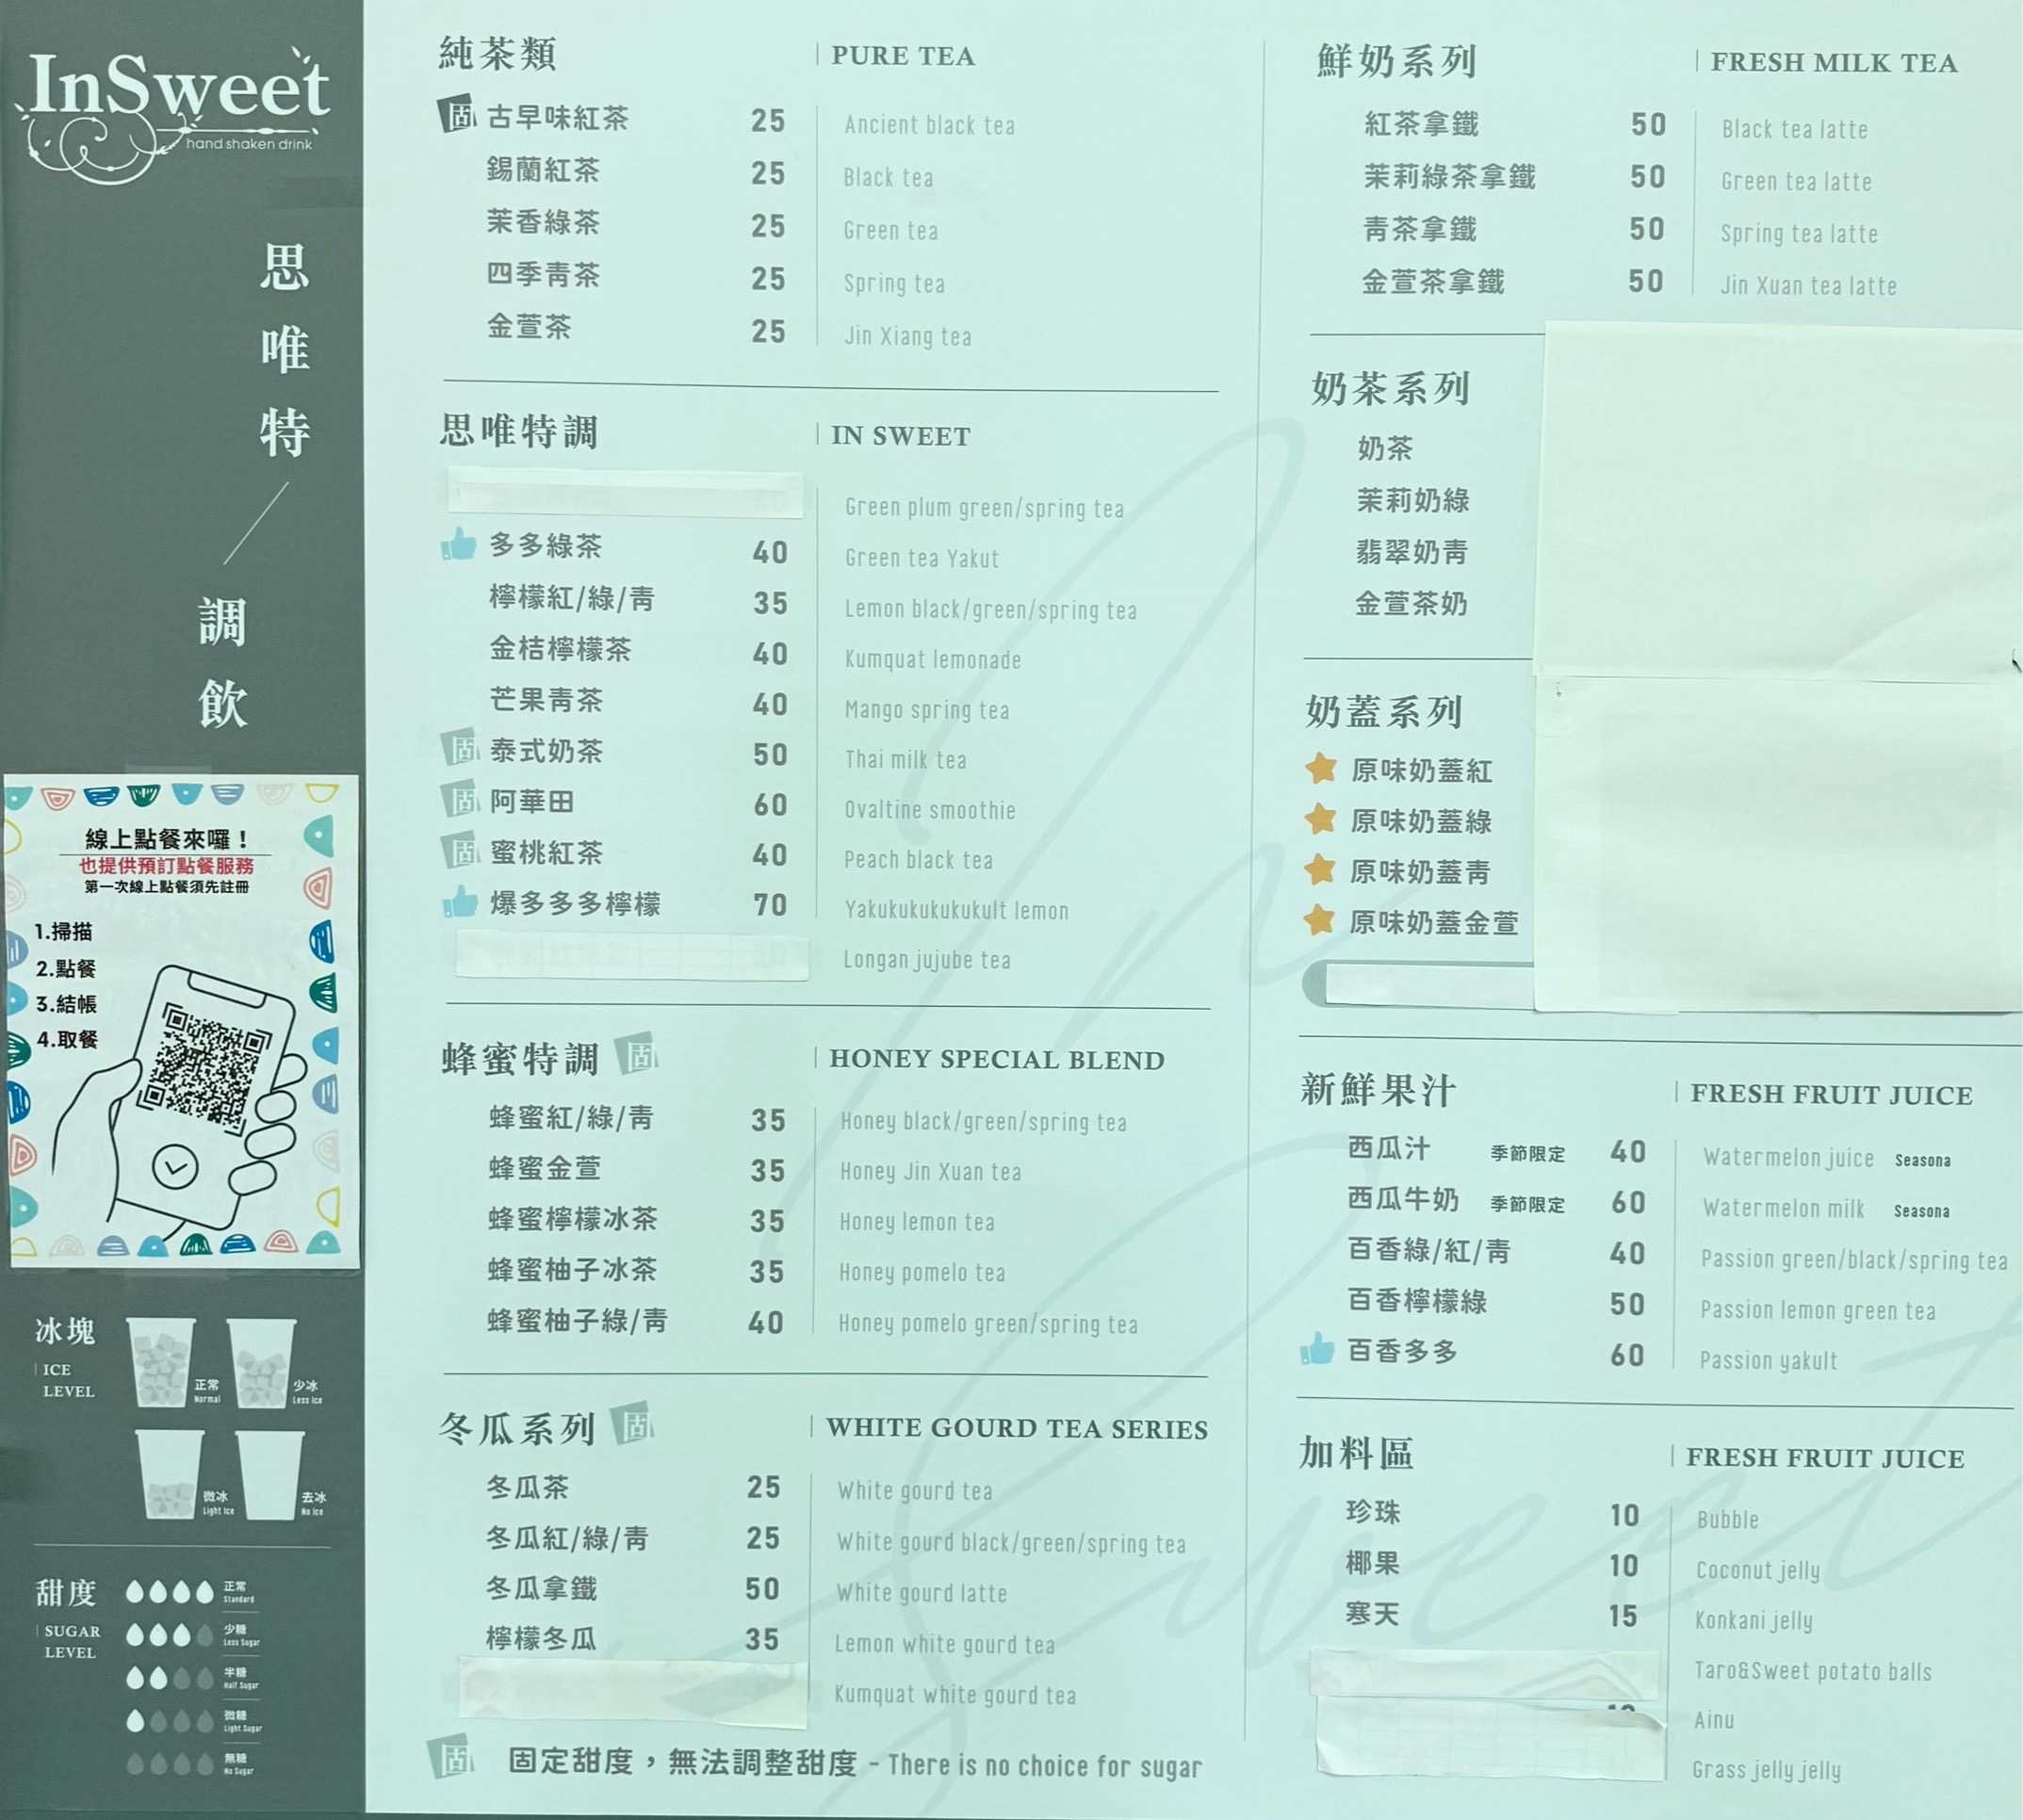 InSweet
hand shaken drink
思唯特
調飲
線上點餐來囉！
也提供預訂點餐服務
第一次線上點餐須先註冊
1.掃描
2.點餐
3.結帳
4.取餐
冰塊
ICE
LEVEL
正常
Normal
少冰
Less Ice
微冰
Light Ice
去冰
No Ice
甜度
SUGAR
LEVEL
正常
Standard
少糖
Less Sugar
半糖
Half Sugar
微糖
Light Sugar
無糖
No Sugar
純茶類 PURE TEA
固 古早味紅茶 25 Ancient black tea
錫蘭紅茶 25 Black tea
茉香綠茶 25 Green tea
四季青茶 25 Spring tea
金萱茶 25 Jin Xiang tea
思唯特調 IN SWEET
Green plum green/spring tea
多多綠茶 40 Green tea Yakut
檸檬紅/綠/青 35 Lemon black/green/spring tea
金桔檸檬茶 40 Kumquat lemonade
芒果青茶 40 Mango spring tea
固 泰式奶茶 50 Thai milk tea
固 阿華田 60 Ovaltine smoothie
固 蜜桃紅茶 40 Peach black tea
爆多多多檸檬 70 Yakukukukukukult lemon
Longan jujube tea
蜂蜜特調 固 HONEY SPECIAL BLEND
蜂蜜紅/綠/青 35 Honey black/green/spring tea
蜂蜜金萱 35 Honey Jin Xuan tea
蜂蜜檸檬冰茶 35 Honey lemon tea
蜂蜜柚子冰茶 35 Honey pomelo tea
蜂蜜柚子綠/青 40 Honey pomelo green/spring tea
冬瓜系列 固 WHITE GOURD TEA SERIES
冬瓜茶 25 White gourd tea
冬瓜紅/綠/青 25 White gourd black/green/spring tea
冬瓜拿鐵 50 White gourd latte
檸檬冬瓜 35 Lemon white gourd tea
Kumquat white gourd tea
固 固定甜度，無法調整甜度 - There is no choice for sugar
鮮奶系列 FRESH MILK TEA
紅茶拿鐵 50 Black tea latte
茉莉綠茶拿鐵 50 Green tea latte
青茶拿鐵 50 Spring tea latte
金萱茶拿鐵 50 Jin Xuan tea latte
奶茶系列
奶茶
茉莉奶綠
翡翠奶青
金萱茶奶
奶蓋系列
原味奶蓋紅
原味奶蓋綠
原味奶蓋青
原味奶蓋金萱
新鮮果汁 FRESH FRUIT JUICE
西瓜汁 季節限定 40 Watermelon juice Seasona
西瓜牛奶 季節限定 60 Watermelon milk Seasona
百香綠/紅/青 40 Passion green/black/spring tea
百香檸檬綠 50 Passion lemon green tea
百香多多 60 Passion yakult
加料區 FRESH FRUIT JUICE
珍珠 10 Bubble
椰果 10 Coconut jelly
寒天 15 Konkani jelly
Taro&Sweet potato balls
Ainu
Grass jelly jelly